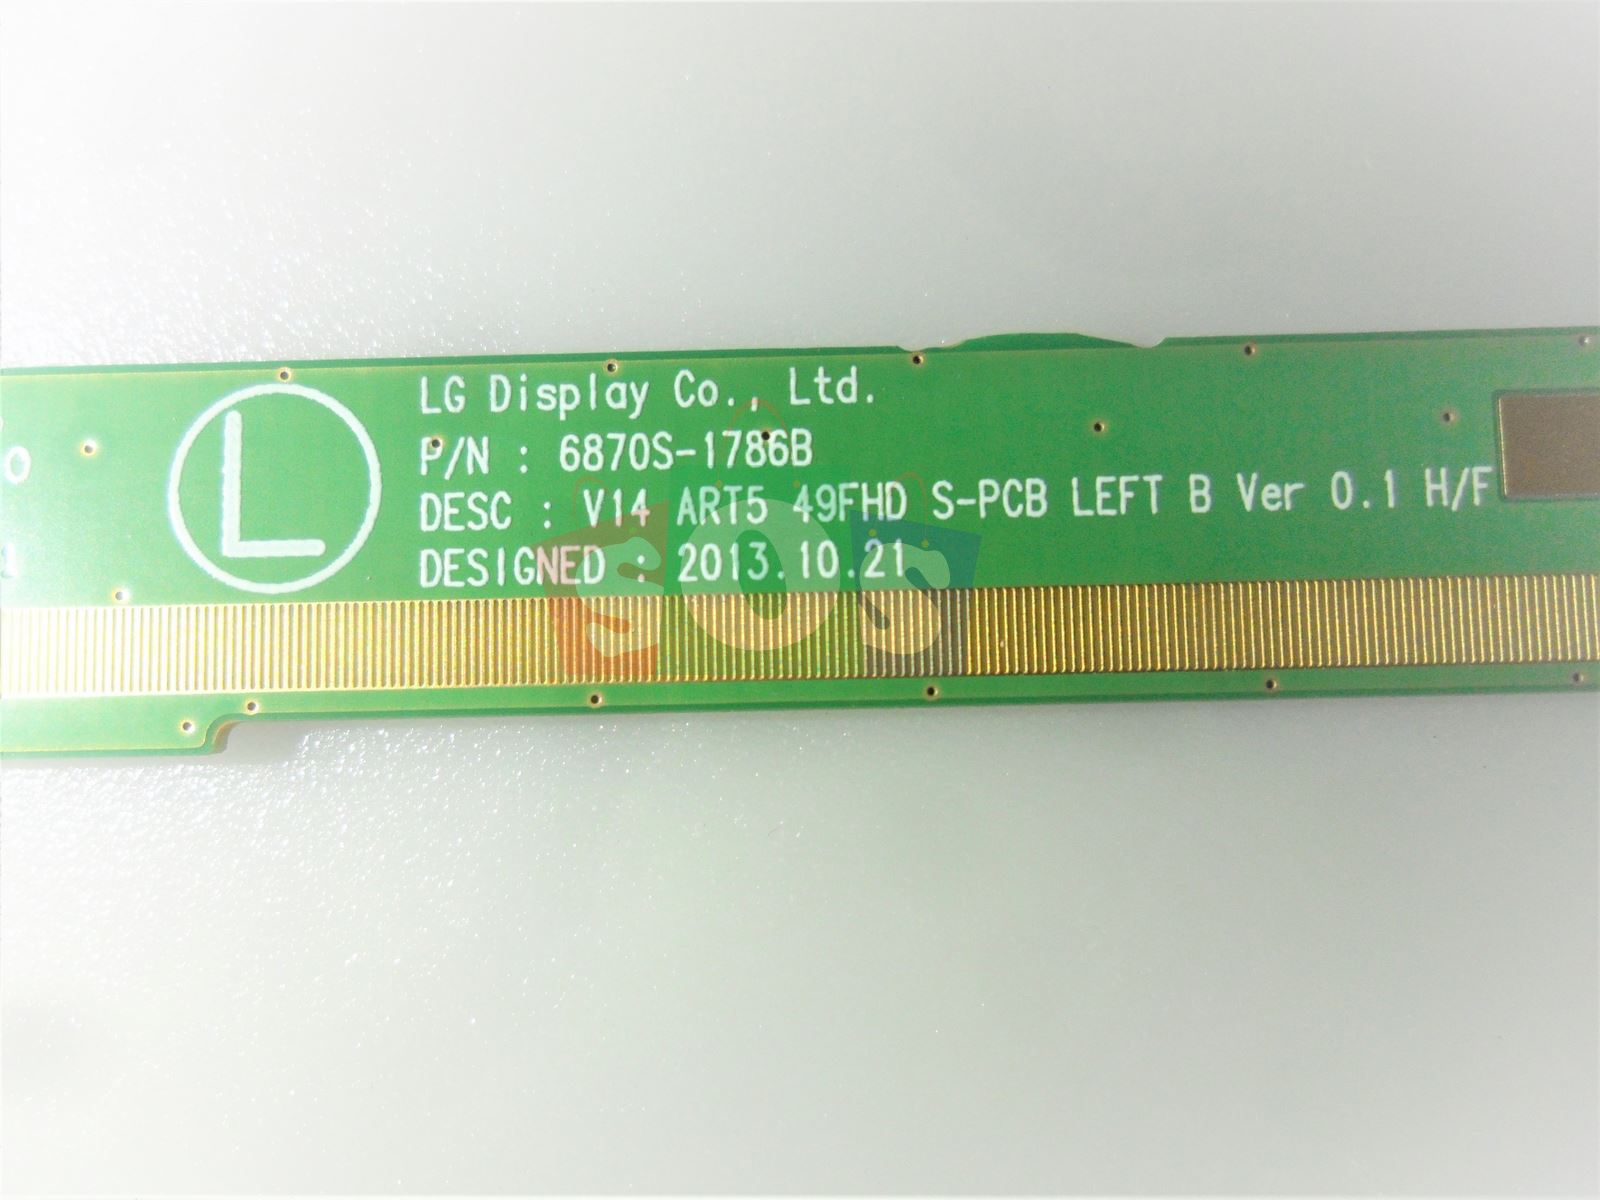 LG Display Co., Ltd.
P/N : 6870S-1786B
DESC : V14 ART5 49FHD S-PCB LEFT B Ver 0.1 H/F
DESIGNED : 2013.10.21
L
SOS